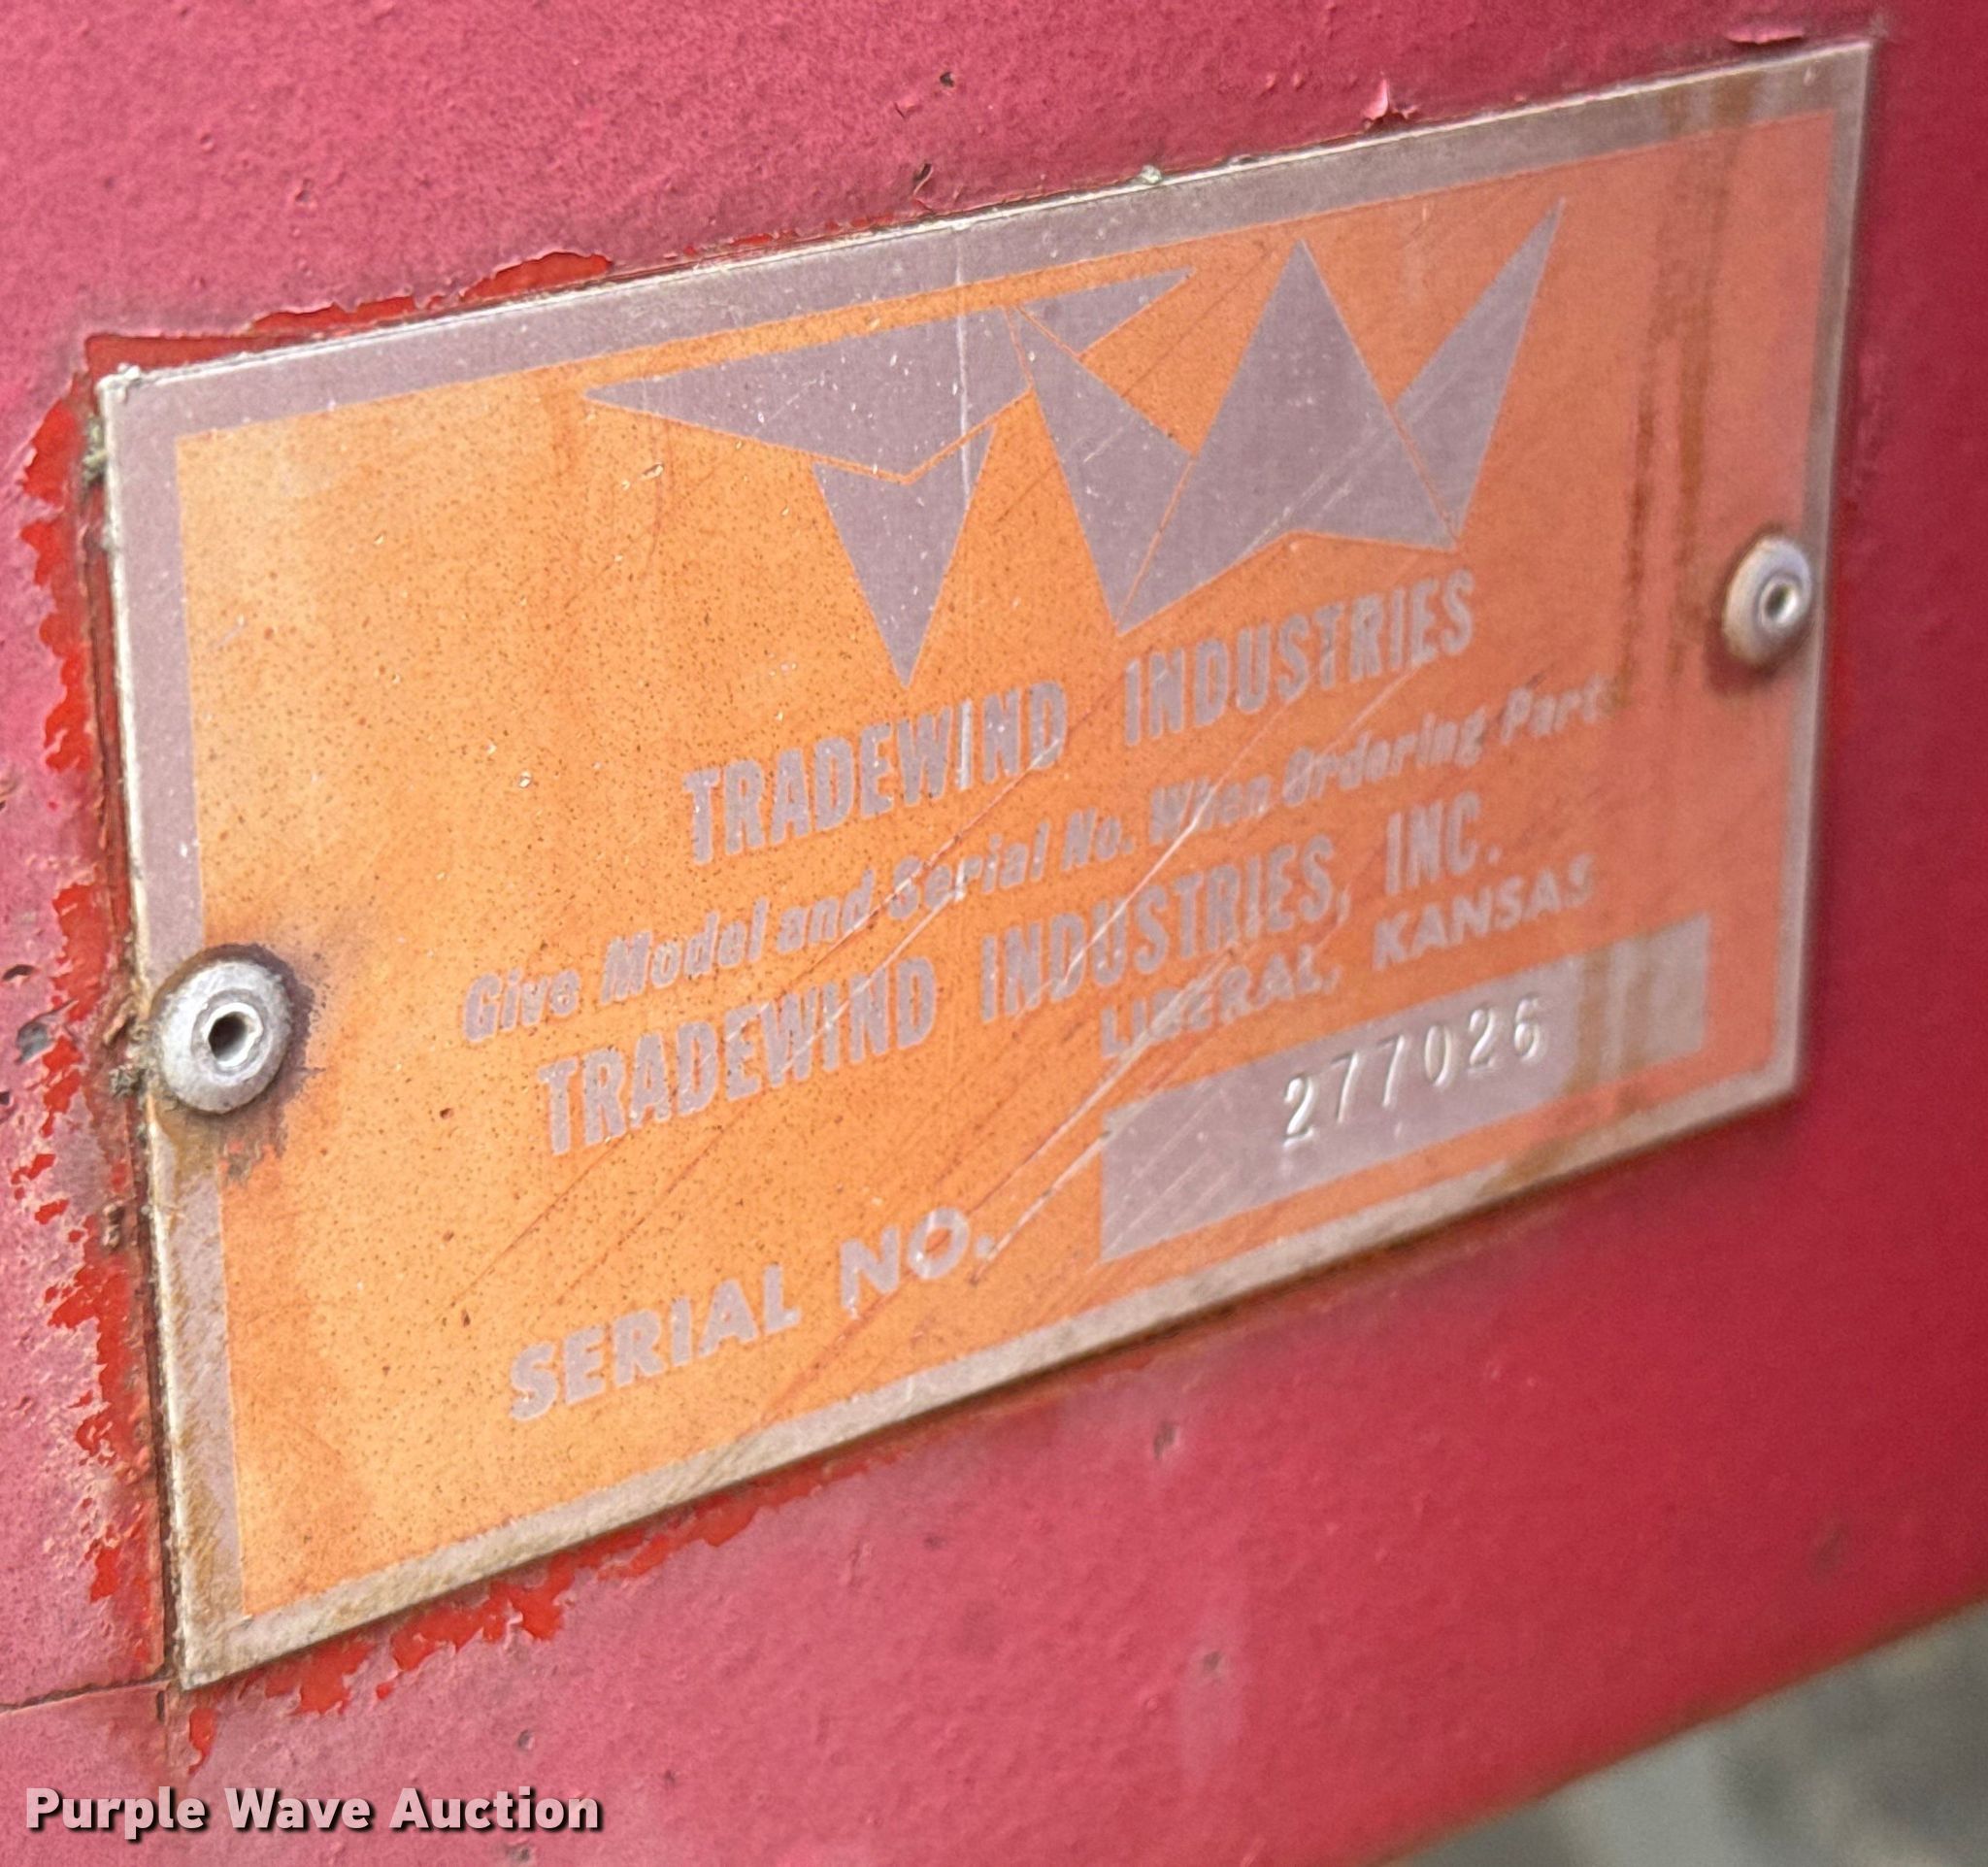 TRADEWIND INDUSTRIES
Give Model and Serial No. When Ordering Parts
TRADEWIND INDUSTRIES, INC.
LIBERAL, KANSAS
277026
SERIAL NO.
Purple Wave Auction